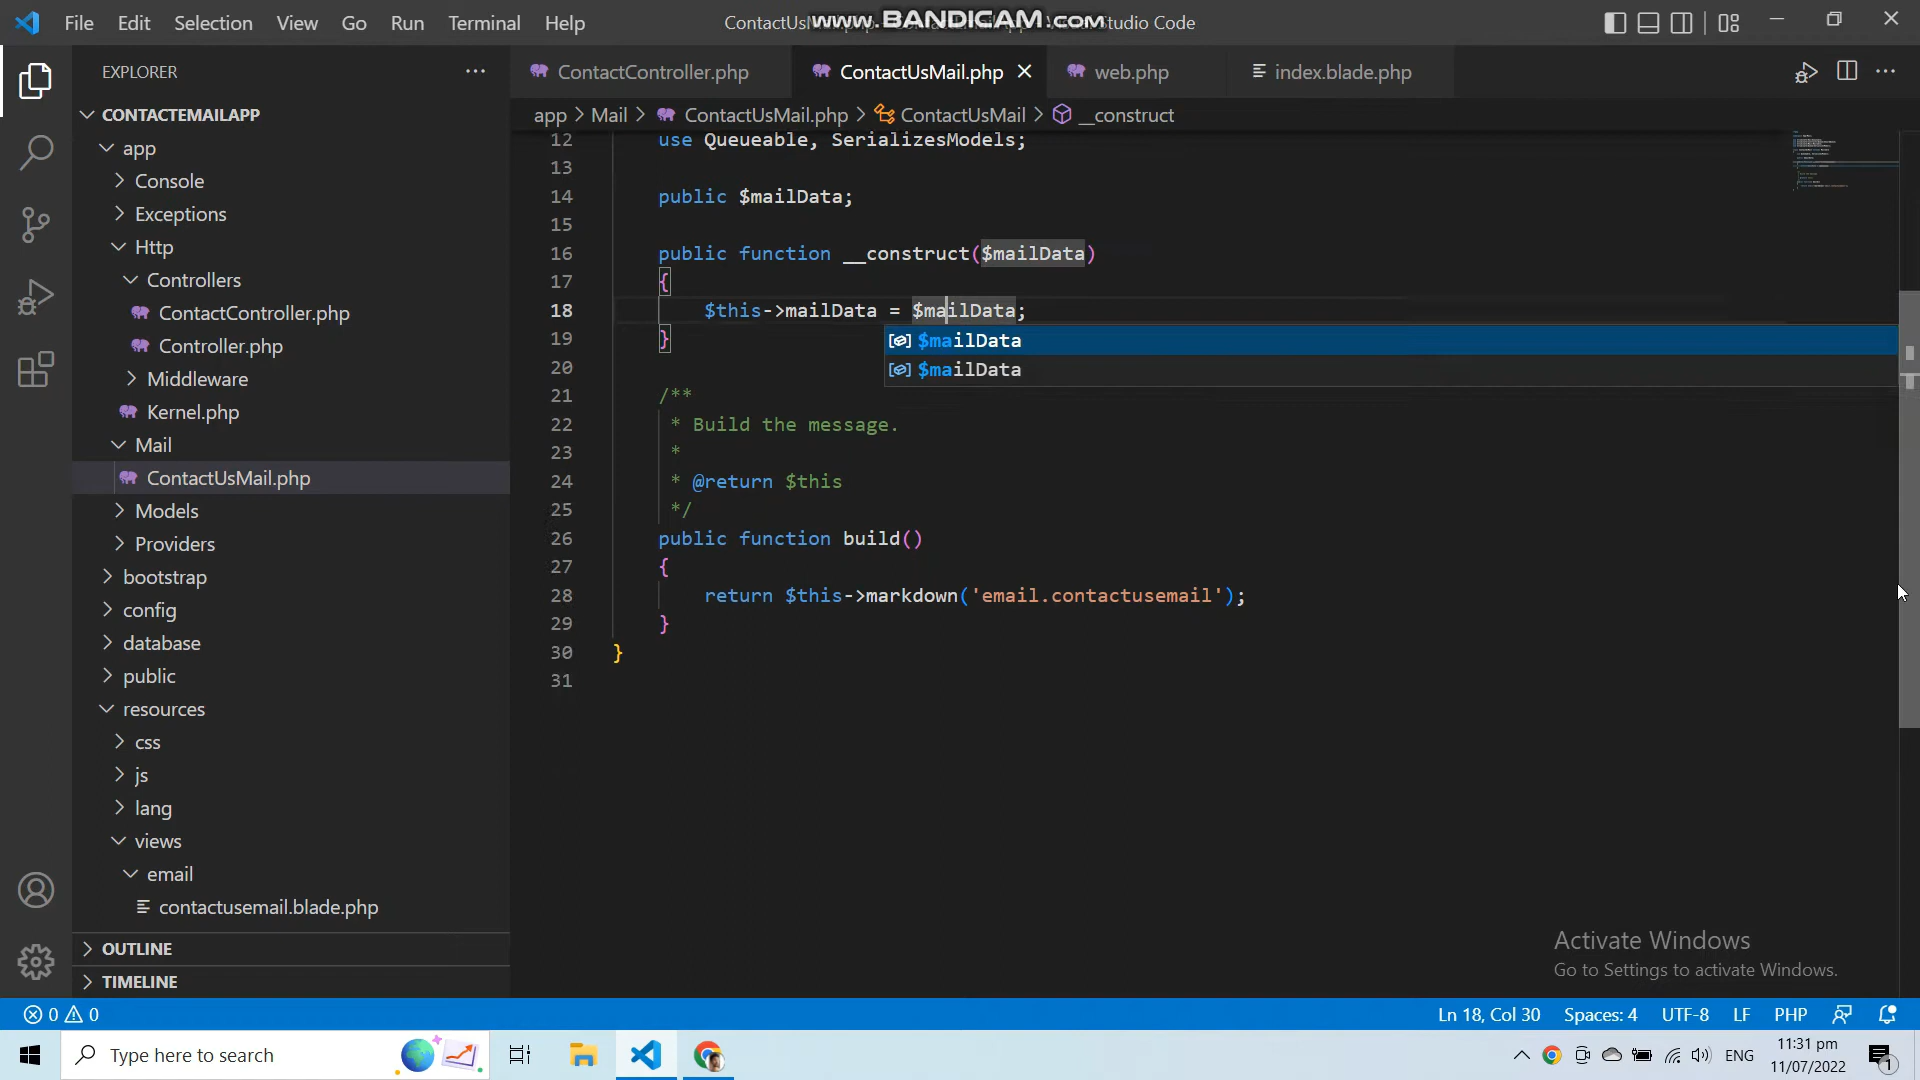 File Edit Selection View Go Run Terminal Help
www.BANDICAM.com
EXPLORER
CONTACTEMAILAPP
app
Console
Exceptions
Http
Controllers
ContactController.php
Controller.php
Middleware
Kernel.php
Mail
ContactUsMail.php
Models
Providers
bootstrap
config
database
public
resources
css
js
lang
views
email
contactusemail.blade.php
OUTLINE
TIMELINE
ContactController.php ContactUsMail.php web.php index.blade.php
app > Mail > ContactUsMail.php > ContactUsMail > __construct
12 use Queueable, SerializesModels;
13
14 public $mailData;
15
16 public function __construct($mailData)
17 {
18 $this->mailData = $mailData;
19 }
$mailData
$mailData
20
21 /**
22 * Build the message.
23 *
24 * @return $this
25 */
26 public function build()
27 {
28 return $this->markdown('email.contactusemail');
29 }
30 }
31
Activate Windows
Go to Settings to activate Windows.
0 0
Ln 18, Col 30 Spaces: 4 UTF-8 LF PHP
Type here to search
ENG
11:31 pm
11/07/2022
1